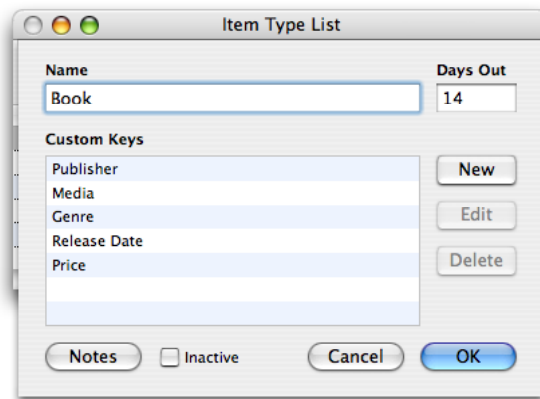 Item Type List
Name
Days Out
Book
14
Custom Keys
Publisher
New
Media
Genre
Edit
Release Date
Price
Delete
Notes
Inactive
Cancel
OK